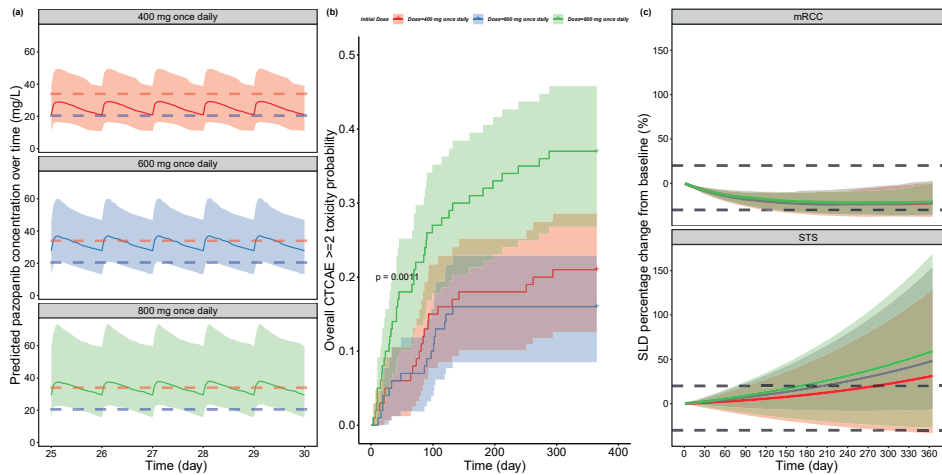 (a)
400 mg once daily
60
40
20
0
600 mg once daily
60
40
20
0
800 mg once daily
60
40
20
0
25 26 27 28 29 30
Time (day)
Predicted pazopanib concentration over time (mg/L)
(b)
Initial Dose Dose=400 mg once daily Dose=600 mg once daily Dose=800 mg once daily
0.5
0.4
0.3
0.2
0.1
0.0
p = 0.0011
0 100 200 300 400
Time (day)
Overall CTCAE >=2 toxicity probability
(c)
mRCC
150
100
50
0
STS
150
100
50
0
0 30 60 90 120 150 180 210 240 270 300 330 360
Time (day)
SLD percentage change from baseline (%)